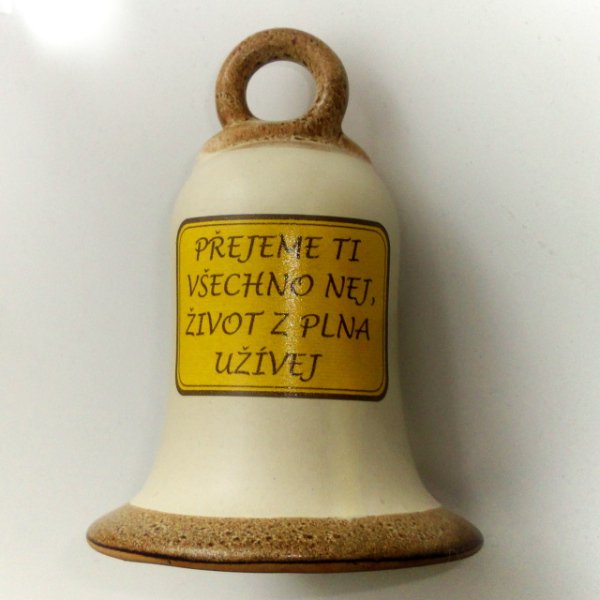 PŘEJEME TI
VŠECHNO NEJ,
ŽIVOT Z PLNA
UŽÍVEJ